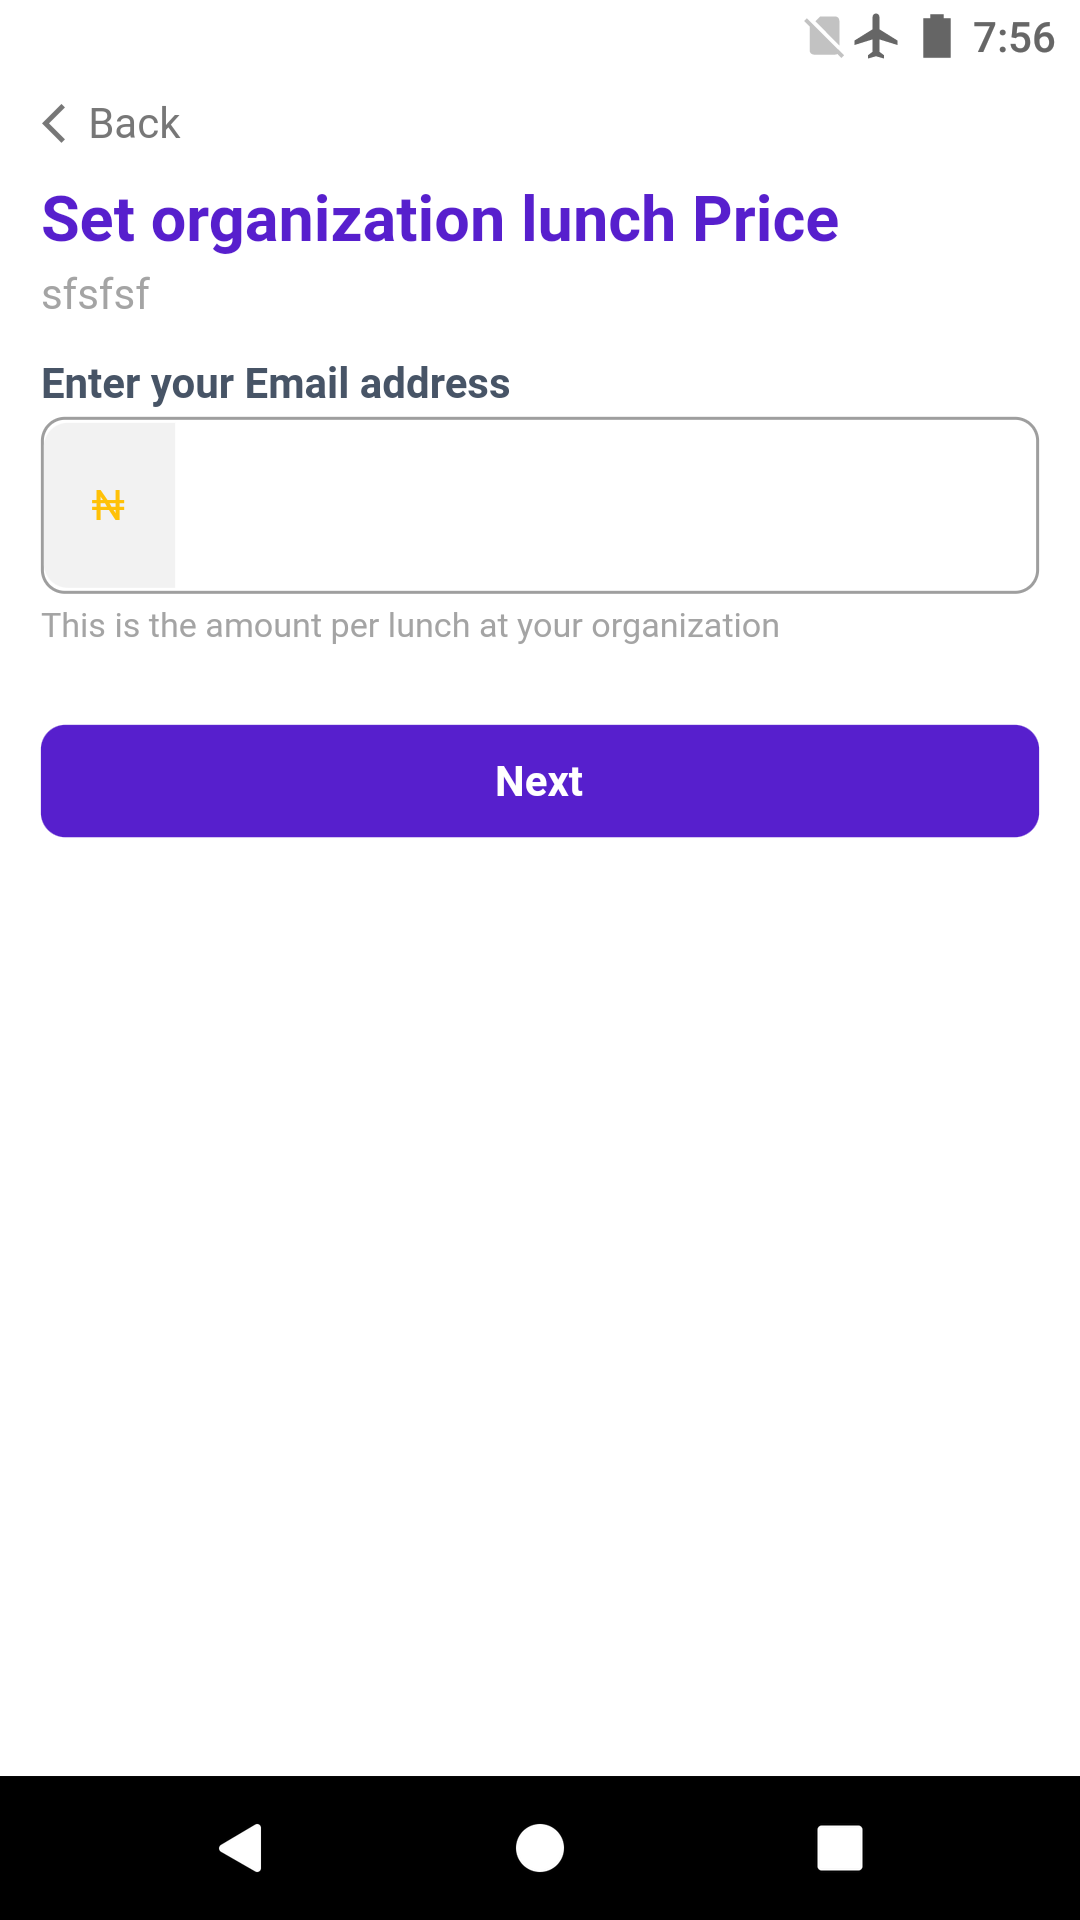 7:56
Back
Set organization lunch Price
sfsfsf
Enter your Email address
₦
This is the amount per lunch at your organization
Next